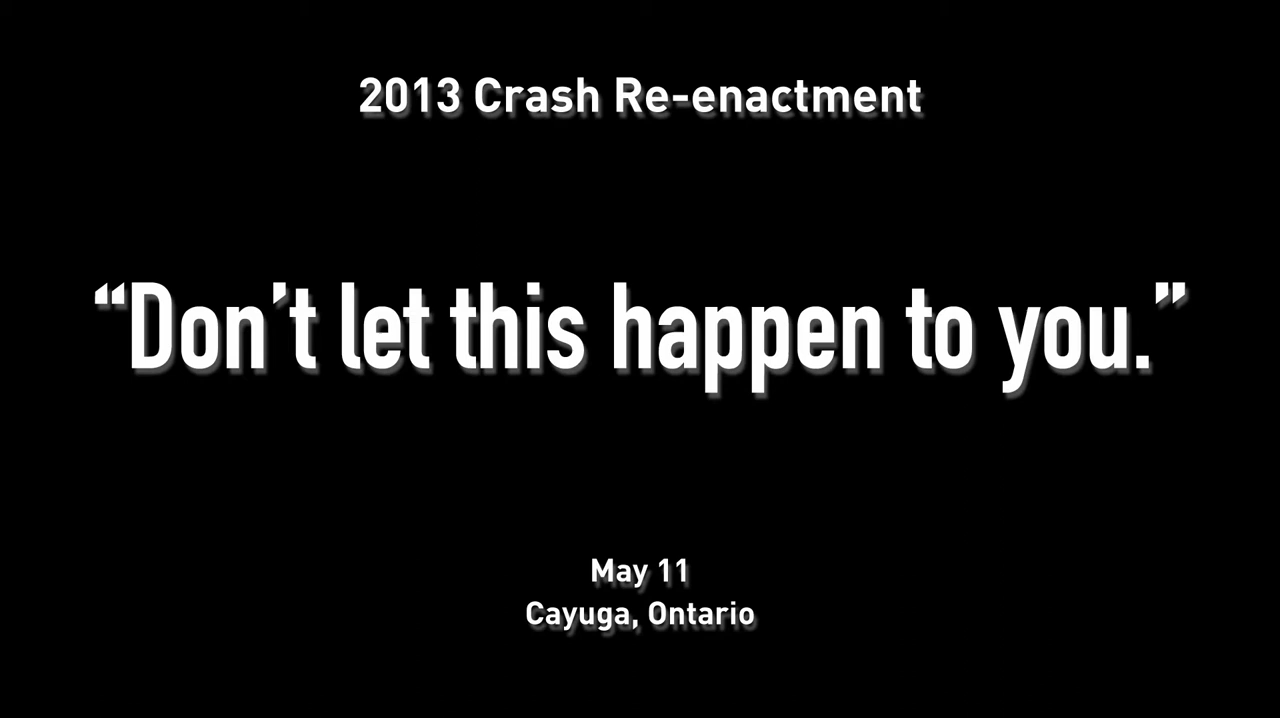 2013 Crash Re-enactment
“Don’t let this happen to you.”
May 11
Cayuga, Ontario